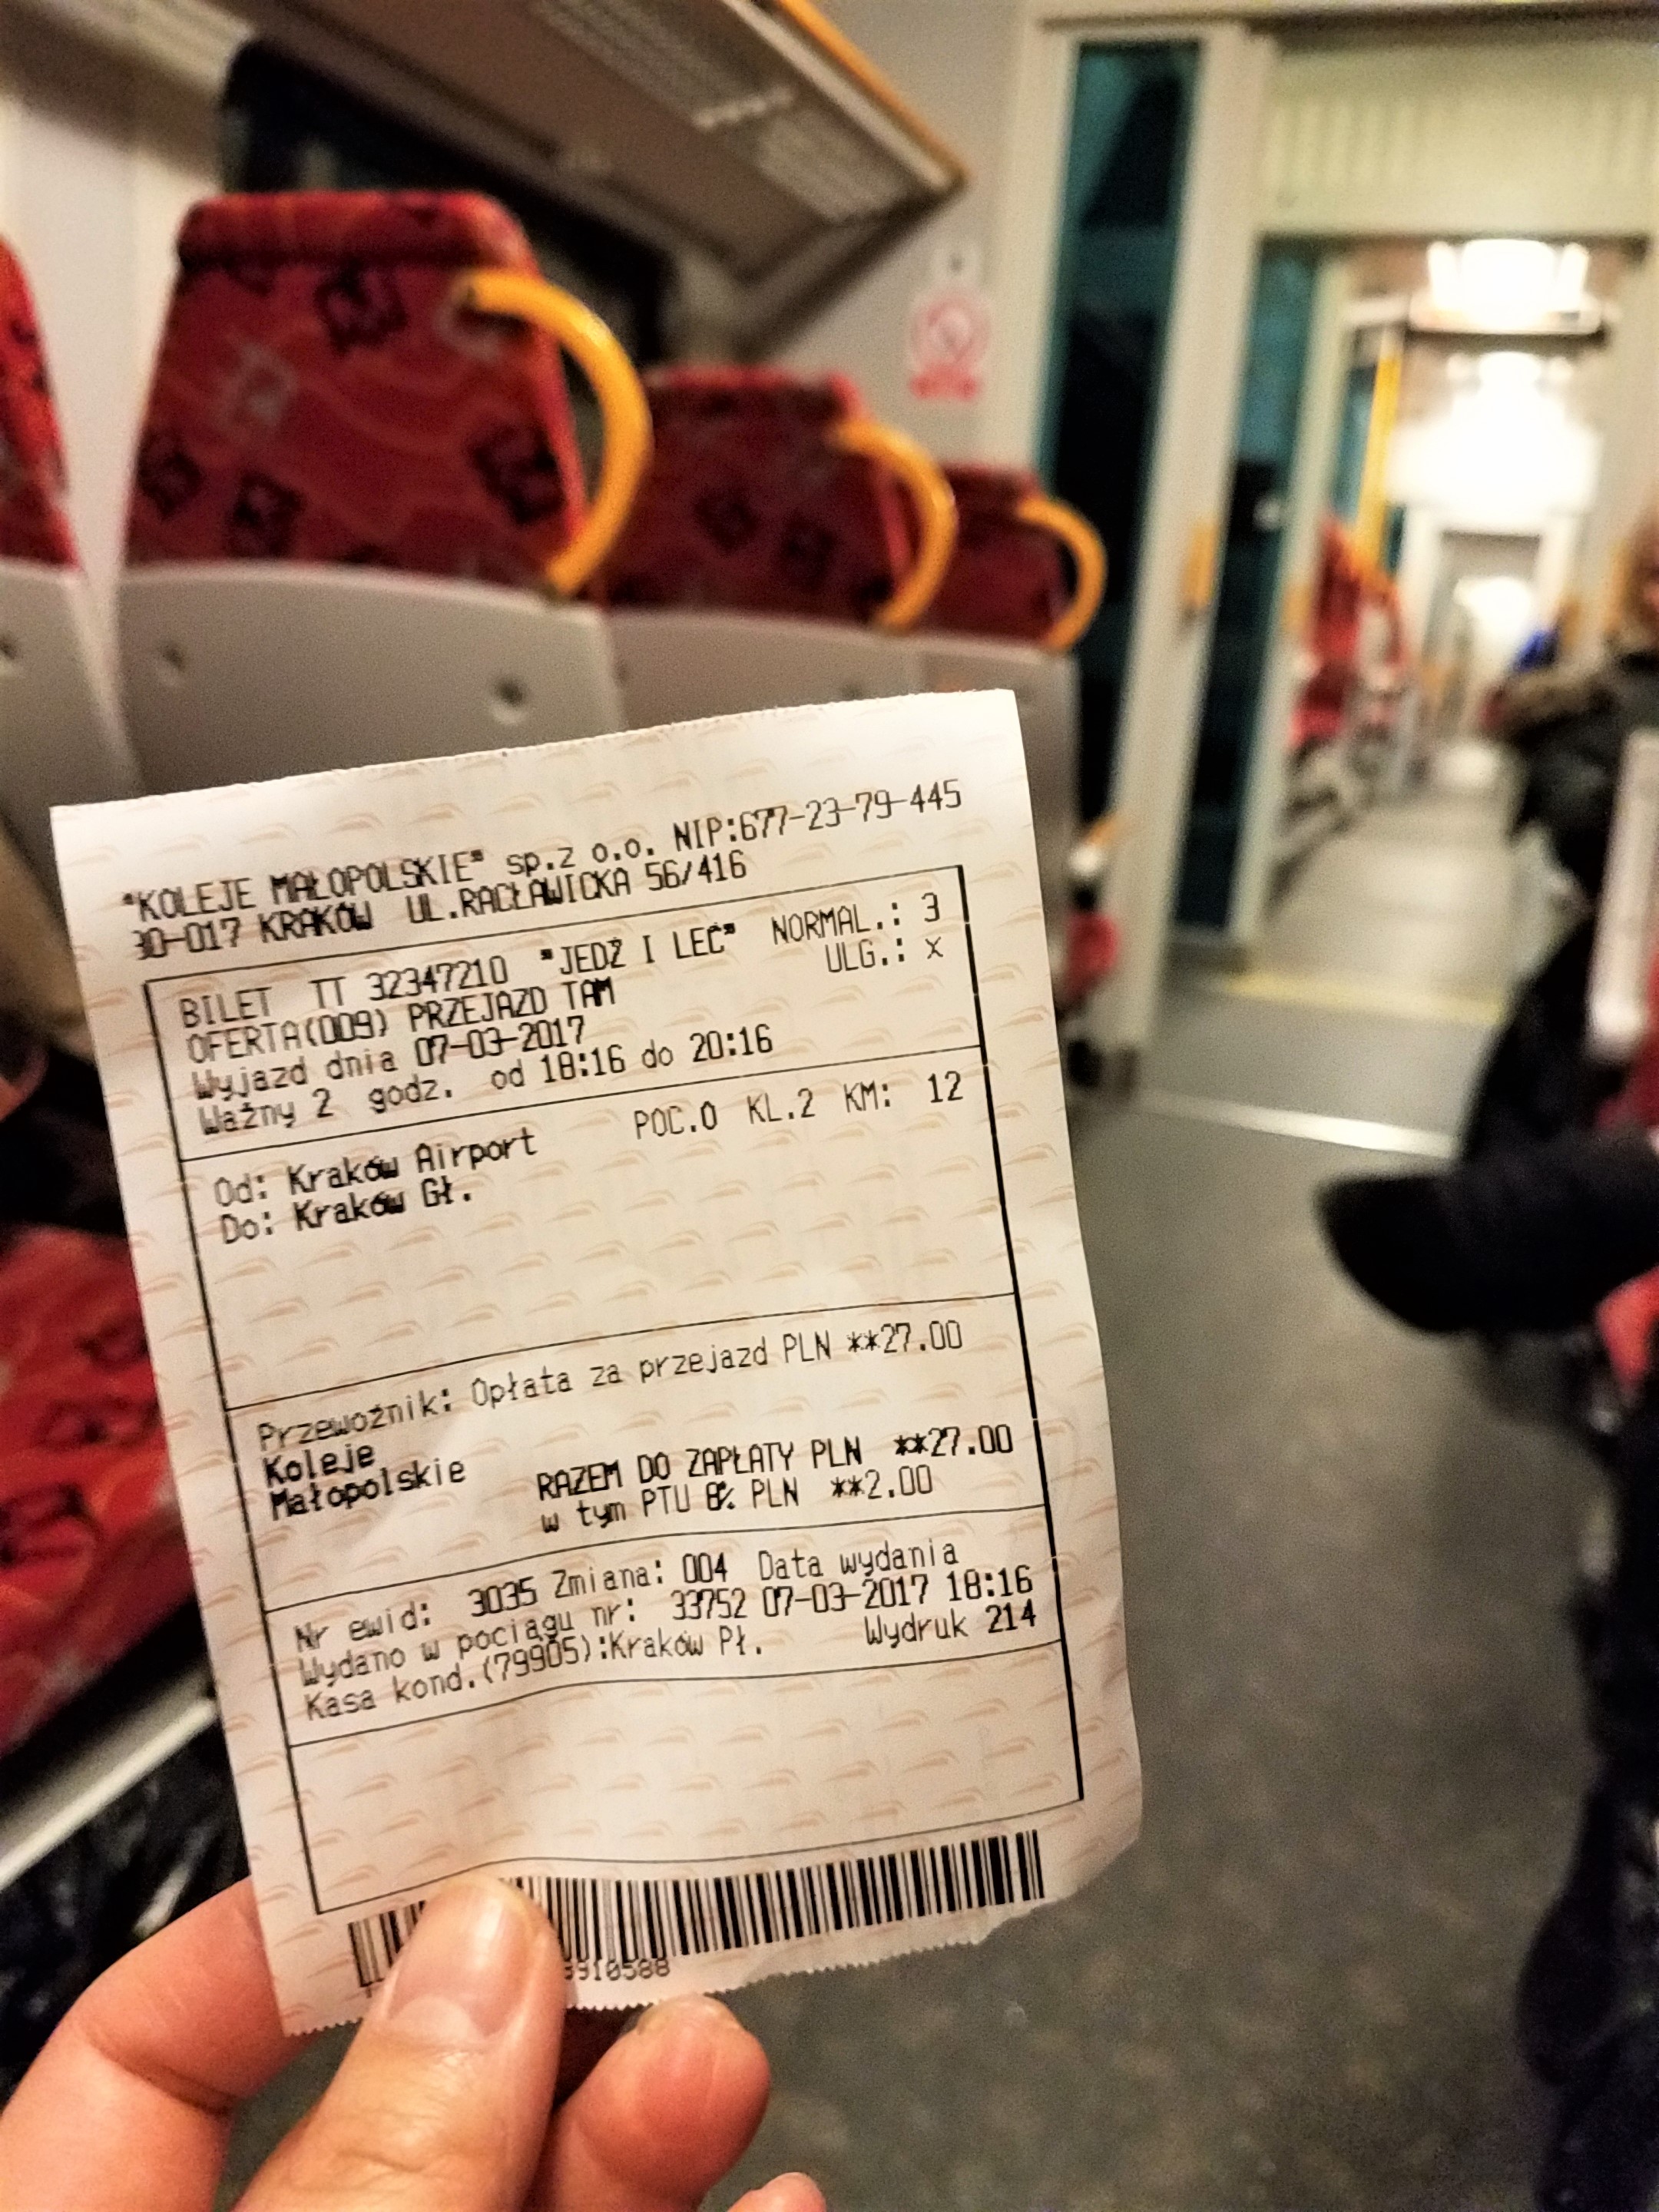 "KOLEJE MAŁOPOLSKIE" sp.z o.o. NIP:677-23-79-445
30-017 KRAKÓW UL.RACŁAWICKA 56/416
BILET TT 32347210 "JEDŹ I LEĆ" NORMAL.: 3
OFERTA(009) PRZEJAZD TAM ULG.: X
Wyjazd dnia 07-03-2017
Ważny 2 godz. od 18:16 do 20:16
POC.O KL.2 KM: 12
Od: Kraków Airport
Do: Kraków Gł.
Przewoźnik: Opłata za przejazd PLN **27.00
Koleje
Małopolskie RAZEM DO ZAPŁATY PLN **27.00
w tym PTU 8% PLN **2.00
Nr ewid: 3035 Zmiana: 004 Data wydania
Wydano w pociągu nr: 33752 07-03-2017 18:16
Kasa kond.(79905):Kraków Pł. Wydruk 214
9910588